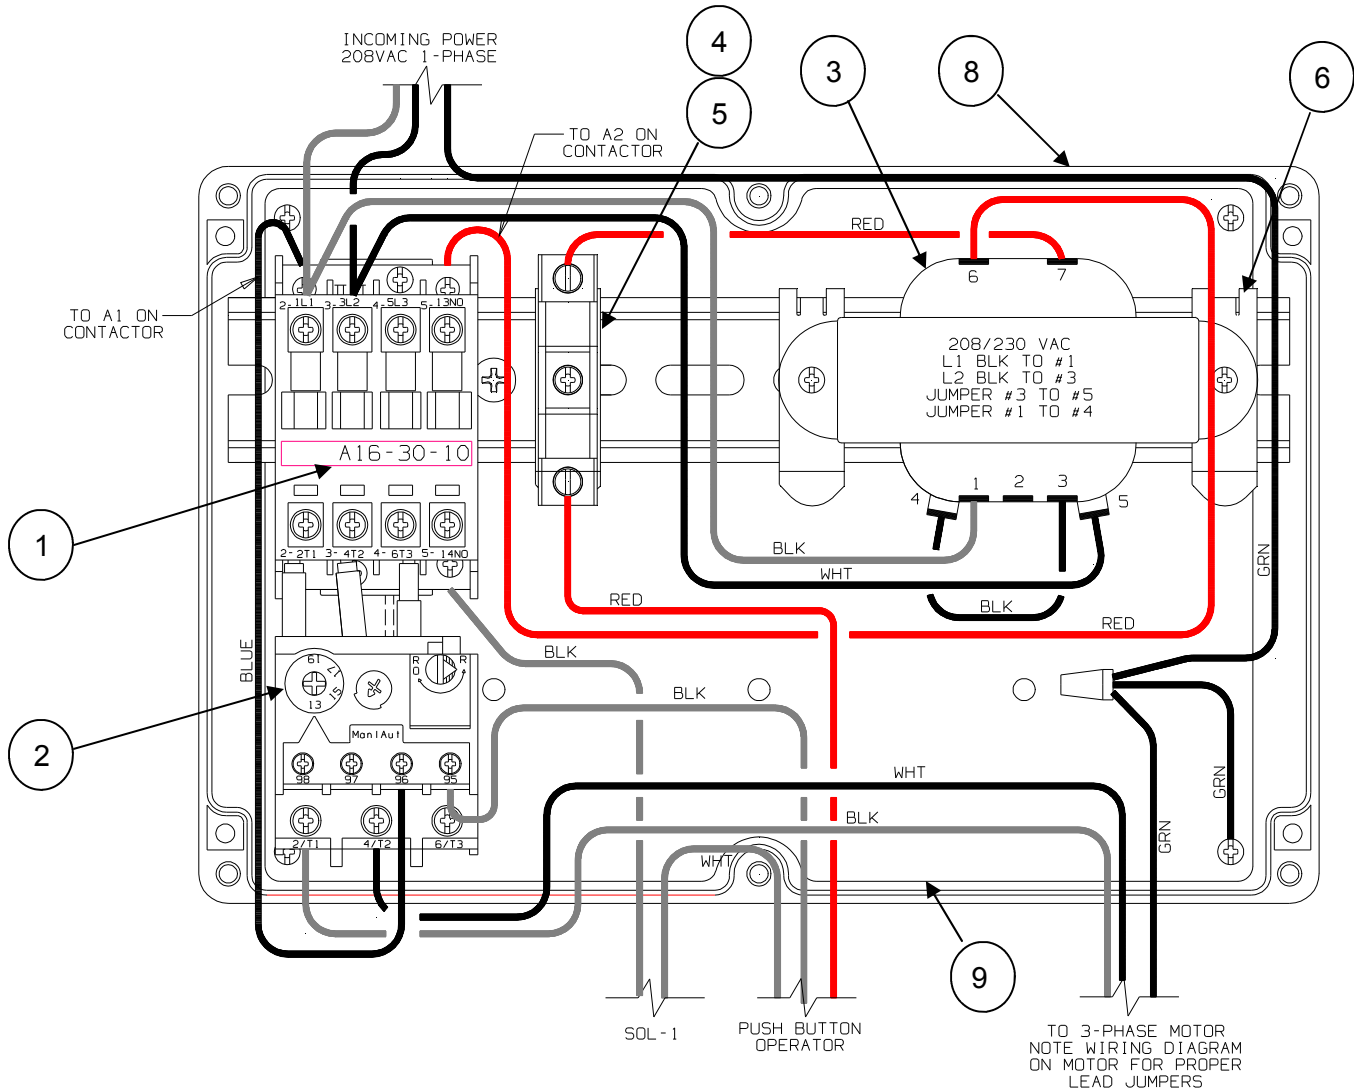 INCOMING POWER
208VAC 1-PHASE
4
5
3
8
6
TO A2 ON
CONTACTOR
RED
6
7
TO A1 ON
CONTACTOR
2-1L1 3-3L2 4-5L3 5-13NO
208/230 VAC
L1 BLK TO #1
L2 BLK TO #3
JUMPER #3 TO #5
JUMPER #1 TO #4
A16-30-10
1
4
1
2
3
5
2-2T1 3-4T2 4-6T3 5-14NO
BLK
WHT
GRN
RED
BLK
RED
BLUE
BLK
19
17
15
13
R
0
R
A
BLK
2
Man|Aut
98 97 96 95
WHT
GRN
BLK
GRN
2/T1 4/T2 6/T3
WHT
9
SOL-1
PUSH BUTTON
OPERATOR
TO 3-PHASE MOTOR
NOTE WIRING DIAGRAM
ON MOTOR FOR PROPER
LEAD JUMPERS